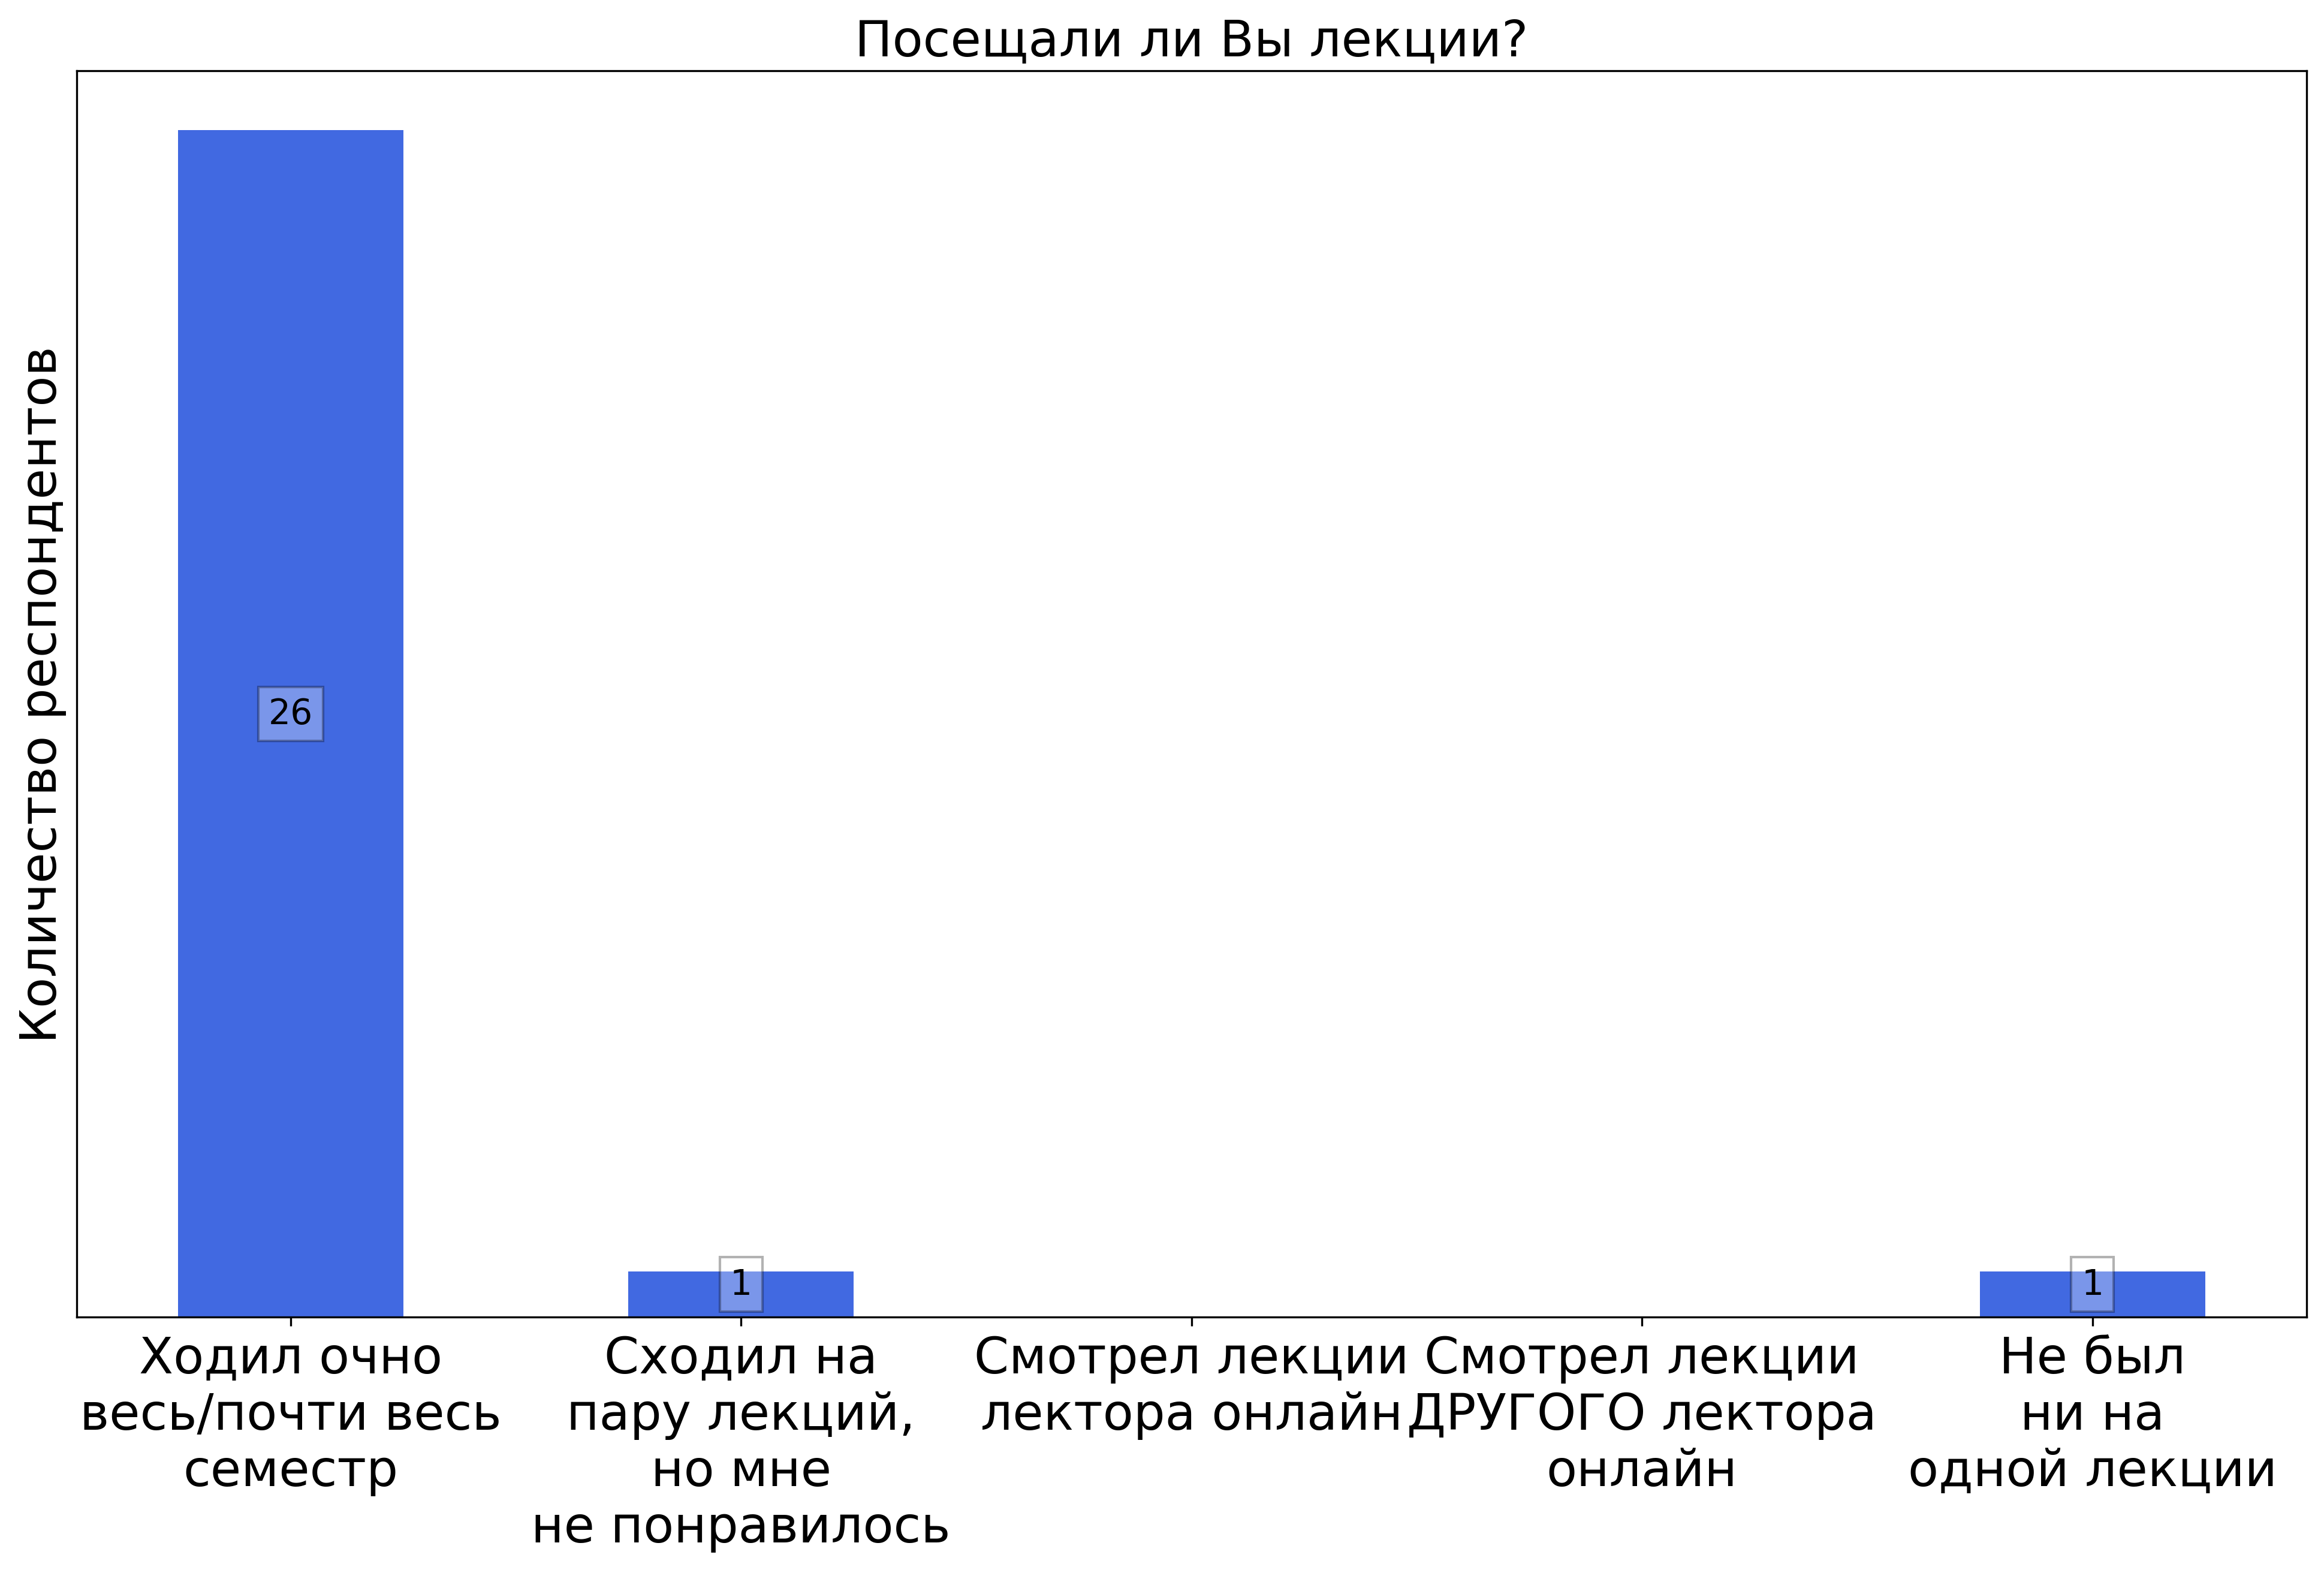 Посещали ли Вы лекции?
Количество респондентов
26
1
1
Ходил очно
весь/почти весь
семестр
Сходил на
пару лекций,
но мне
не понравилось
Смотрел лекции
лектора онлайн
Смотрел лекции
ДРУГОГО лектора
онлайн
Не был
ни на
одной лекции